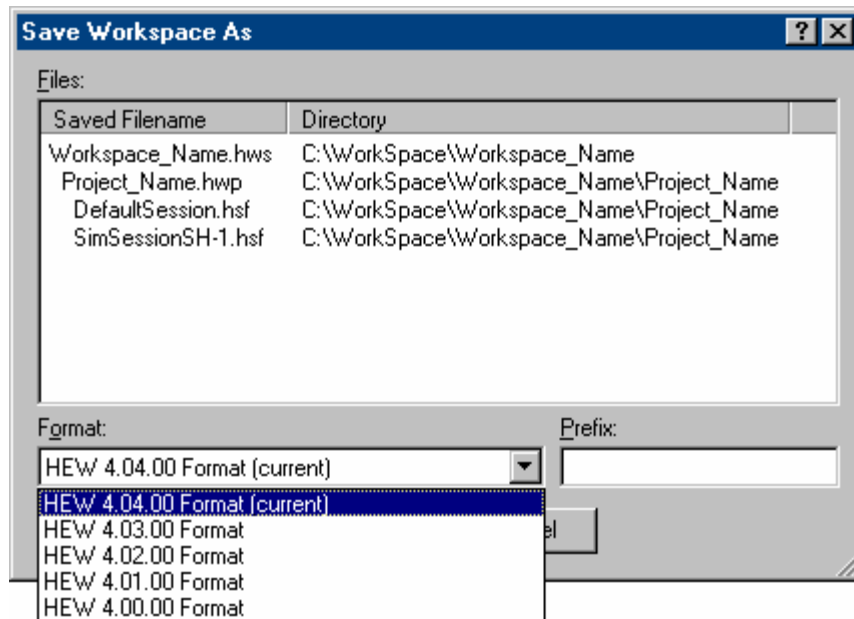 Save Workspace As
Files:
Saved Filename Directory
Workspace_Name.hws C:\WorkSpace\Workspace_Name
Project_Name.hwp C:\WorkSpace\Workspace_Name\Project_Name
DefaultSession.hsf C:\WorkSpace\Workspace_Name\Project_Name
SimSessionSH-1.hsf C:\WorkSpace\Workspace_Name\Project_Name
Format: Prefix:
HEW 4.04.00 Format (current)
HEW 4.04.00 Format (current)
HEW 4.03.00 Format
el
HEW 4.02.00 Format
HEW 4.01.00 Format
HEW 4.00.00 Format